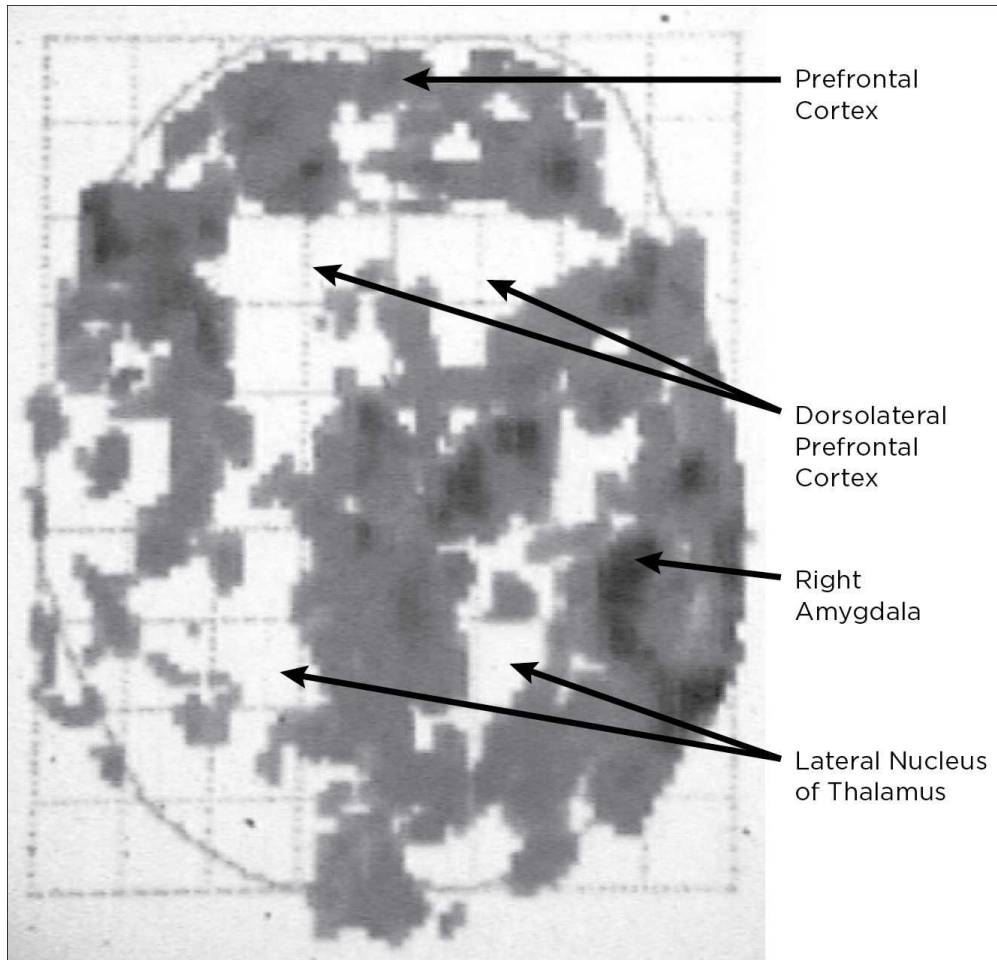 Prefrontal
Cortex
Dorsolateral
Prefrontal
Cortex
Right
Amygdala
Lateral Nucleus
of Thalamus